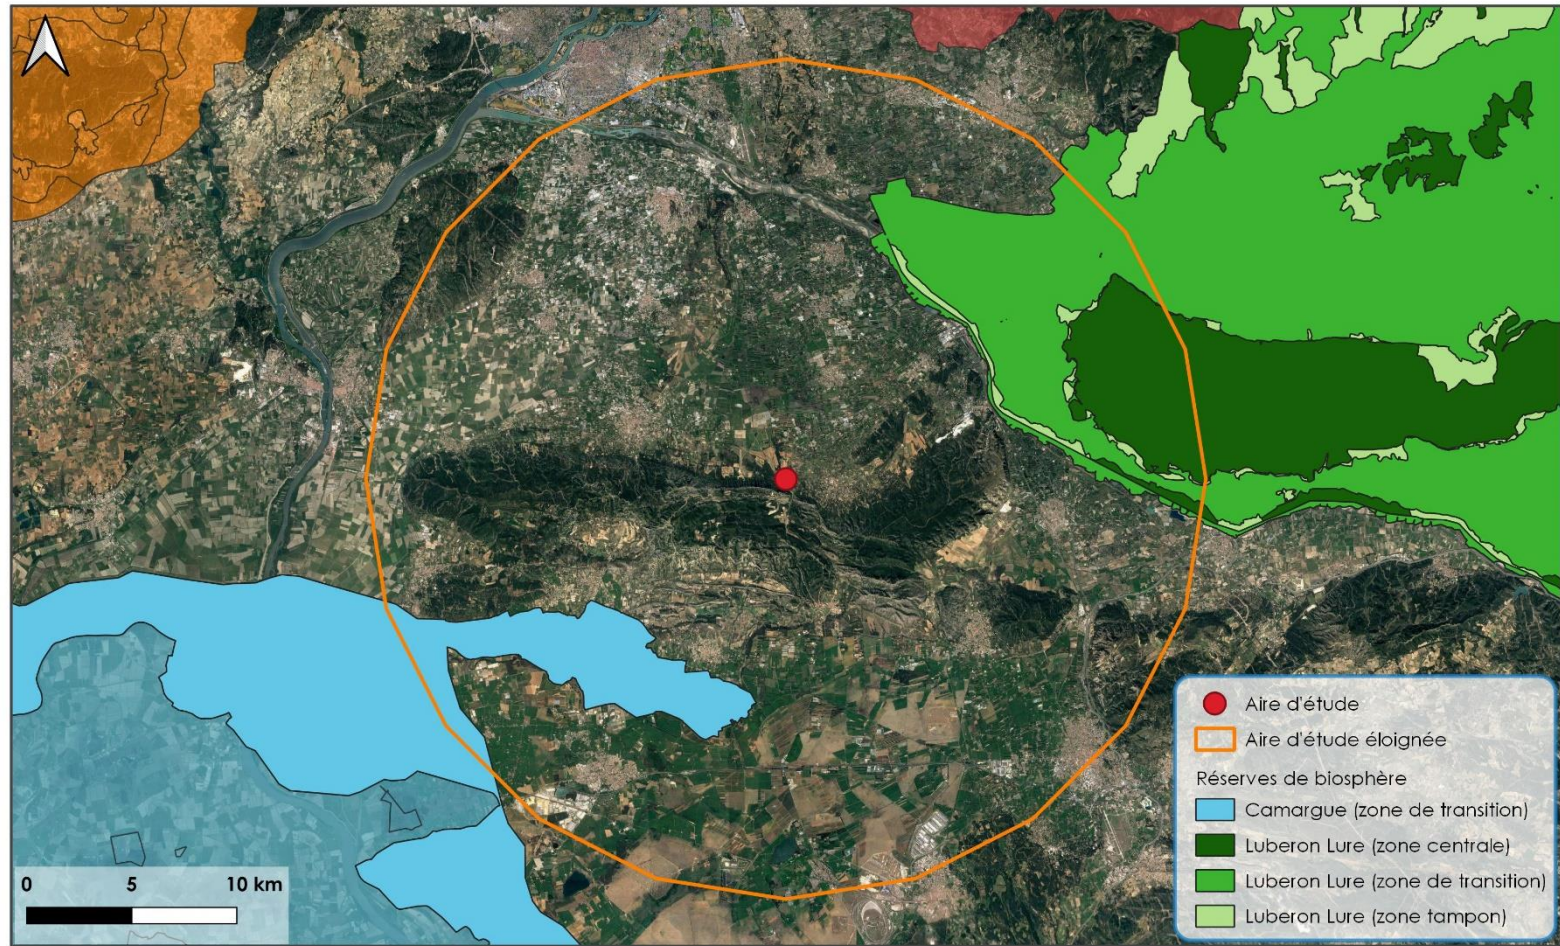 Aire d'étude
Aire d'étude éloignée
Réserves de biosphère
Camargue (zone de transition)
Luberon Lure (zone centrale)
Luberon Lure (zone de transition)
Luberon Lure (zone tampon)
0 5 10 km